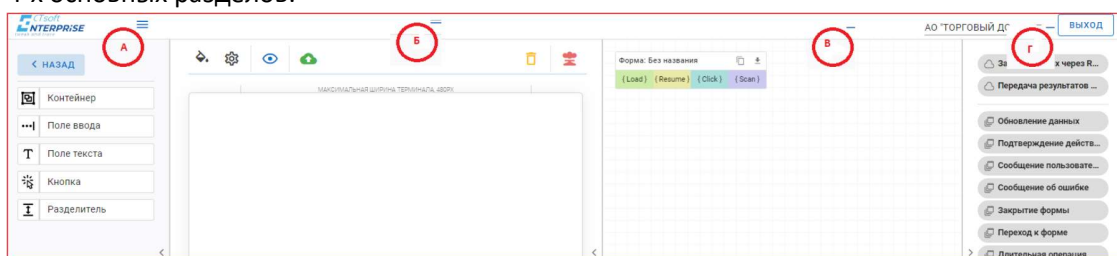 4-х основных разделов:
CTsoft
ENTERPRISE
А
Б
В
Г
АО "ТОРГОВЫЙ
ВЫХОД
НАЗАД
Контейнер
Поле ввода
Поле текста
Кнопка
Разделитель
МАКСИМАЛЬНАЯ ШИРИНА ТЕРМИНАЛА: 480PX
Форма: Без названия
{Load} {Resume} {Click} {Scan}
через R...
Передача результатов ...
Обновление данных
Подтверждение действ...
Сообщение пользовате...
Сообщение об ошибке
Закрытие формы
Переход к форме
Длительная операция